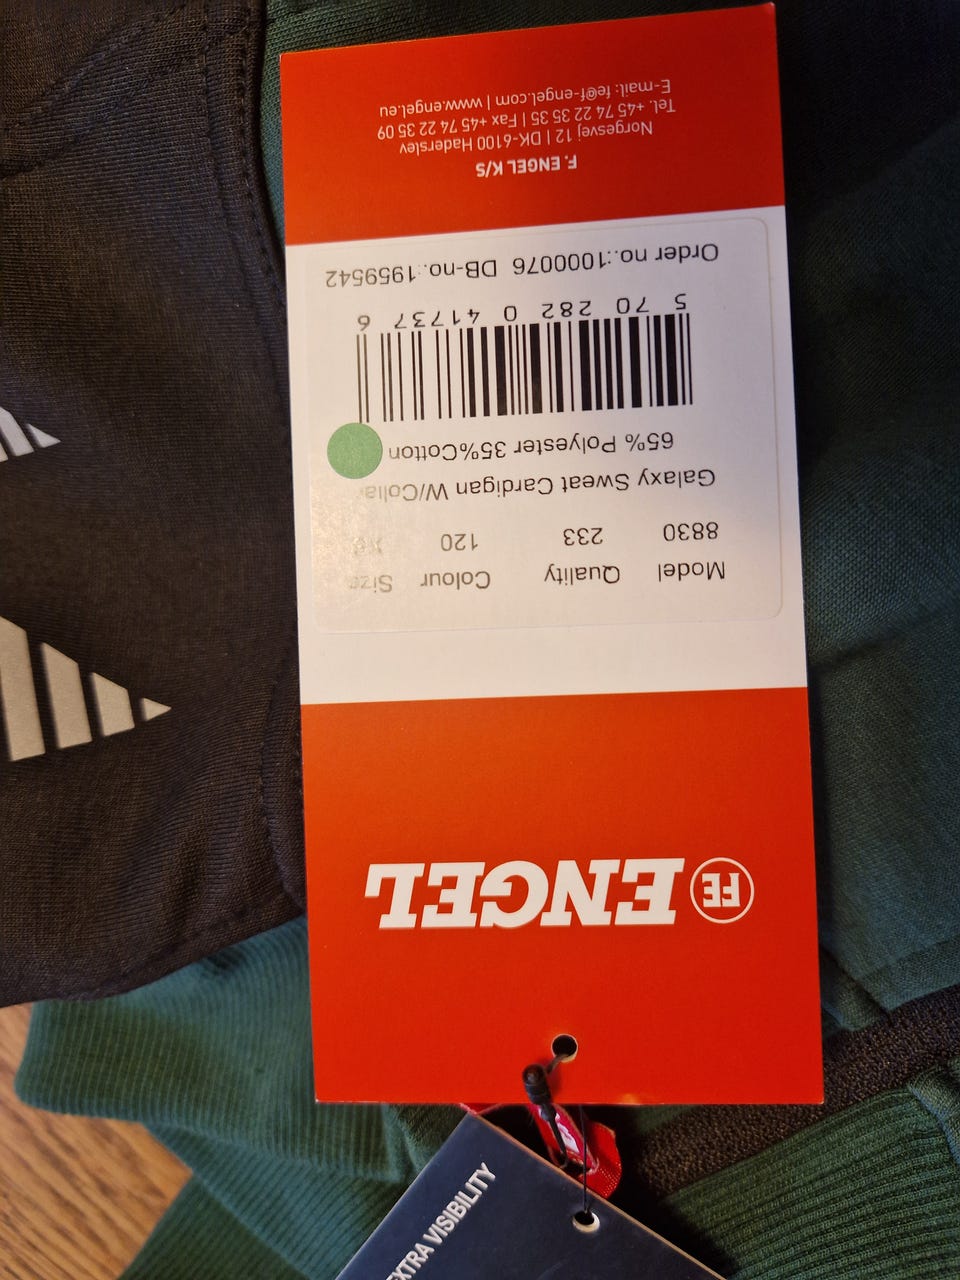 FE ENGEL
Model Quality Colour Size
8830 233 120
Galaxy Sweat Cardigan W/Collar
65% Polyester 35%Cotton
5 70 282 0 41737 6
Order no.:1000076 DB-no.:1959542
F. ENGEL K/S
Norgesvej 12 | DK-6100 Haderslev
Tel. +45 74 22 35 35 | Fax +45 74 22 35 09
E-mail: fe@f-engel.com | www.engel.eu
EXTRA VISIBILITY